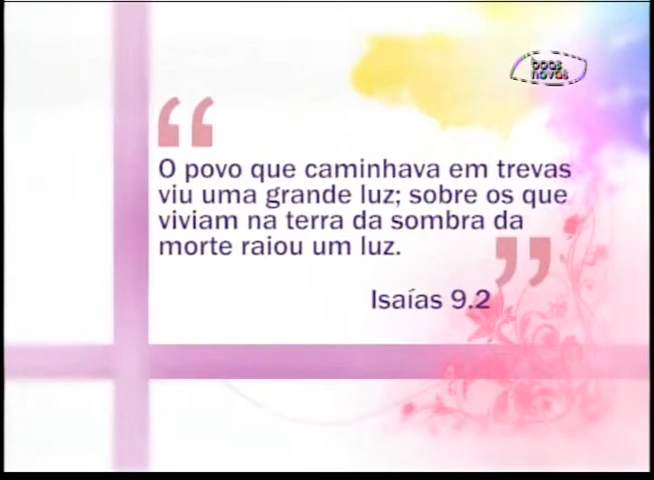 boas
novas
“
O povo que caminhava em trevas
viu uma grande luz; sobre os que
viviam na terra da sombra da
morte raiou um luz.
”
Isaías 9.2